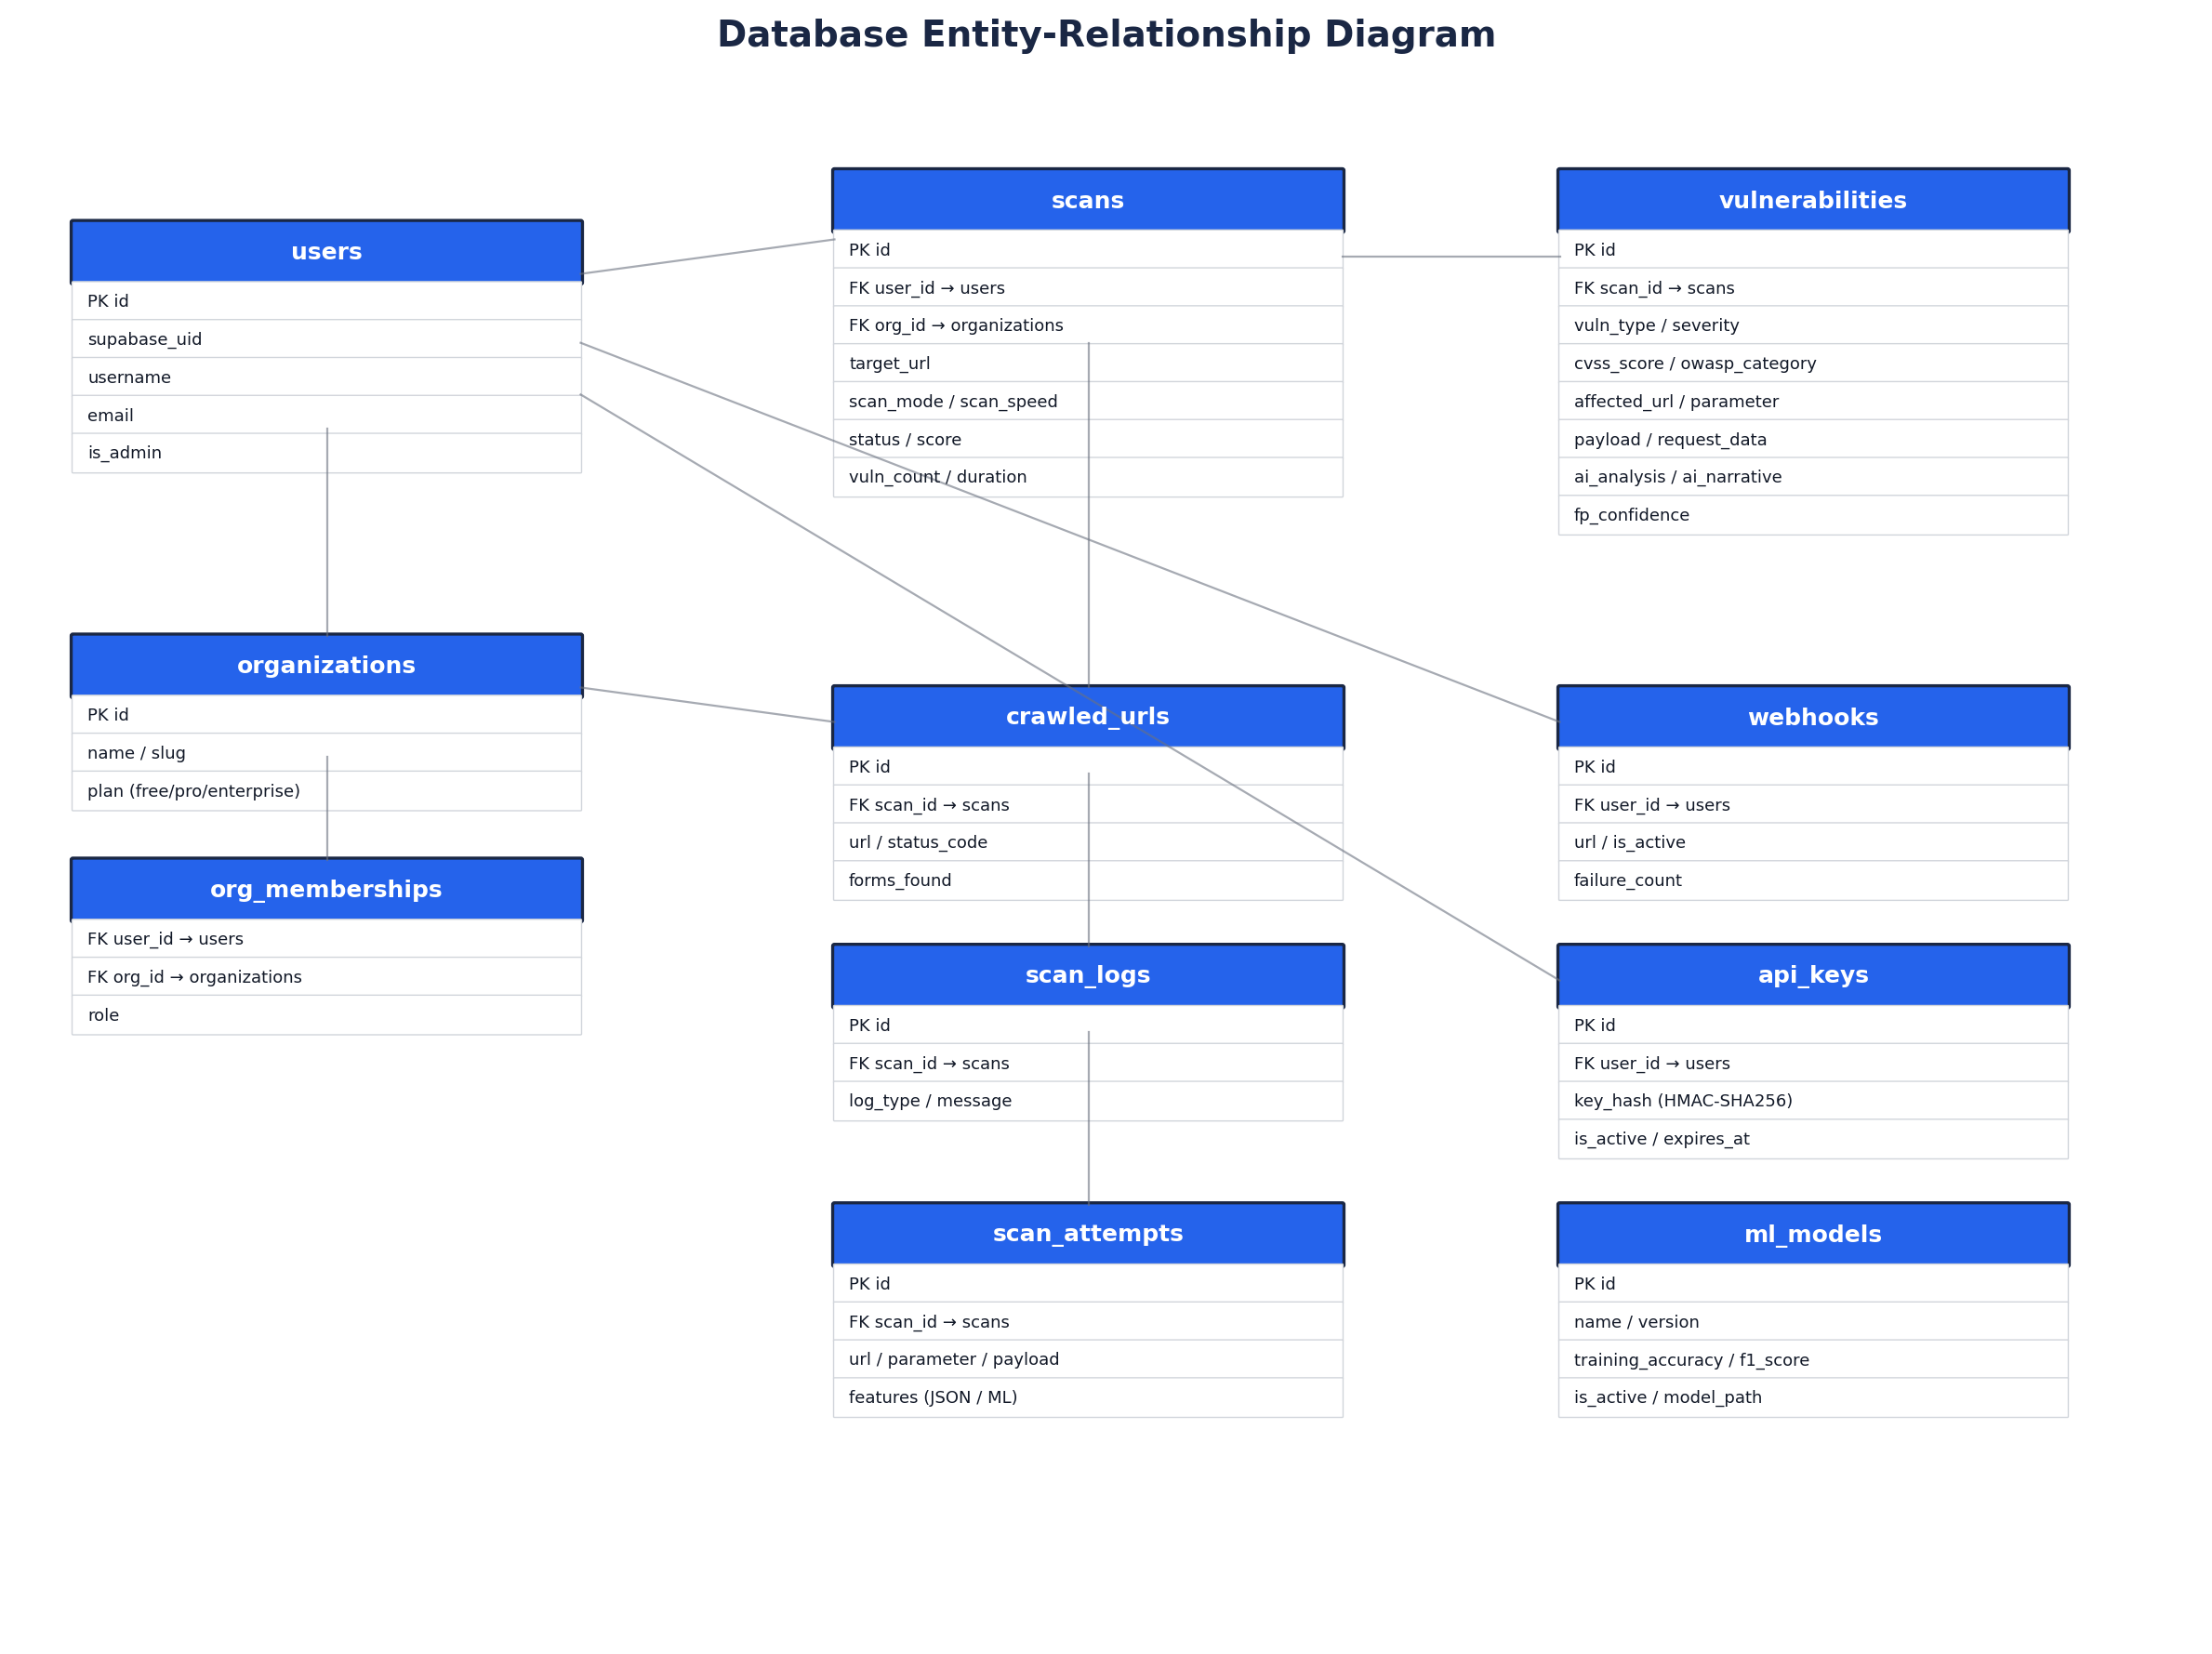 Database Entity-Relationship Diagram
users
PK id
supabase_uid
username
email
is_admin
organizations
PK id
name / slug
plan (free/pro/enterprise)
org_memberships
FK user_id → users
FK org_id → organizations
role
scans
PK id
FK user_id → users
FK org_id → organizations
target_url
scan_mode / scan_speed
status / score
vuln_count / duration
crawled_urls
PK id
FK scan_id → scans
url / status_code
forms_found
scan_logs
PK id
FK scan_id → scans
log_type / message
scan_attempts
PK id
FK scan_id → scans
url / parameter / payload
features (JSON / ML)
vulnerabilities
PK id
FK scan_id → scans
vuln_type / severity
cvss_score / owasp_category
affected_url / parameter
payload / request_data
ai_analysis / ai_narrative
fp_confidence
webhooks
PK id
FK user_id → users
url / is_active
failure_count
api_keys
PK id
FK user_id → users
key_hash (HMAC-SHA256)
is_active / expires_at
ml_models
PK id
name / version
training_accuracy / f1_score
is_active / model_path